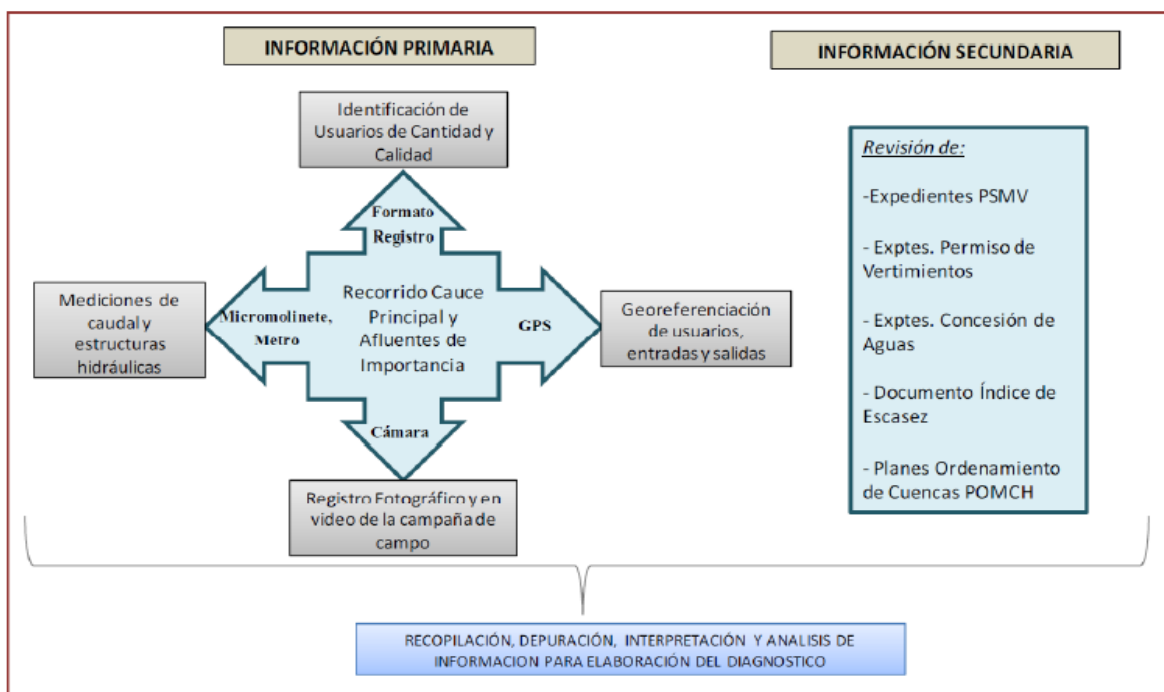 INFORMACIÓN PRIMARIA
INFORMACIÓN SECUNDARIA
Identificación de
Usuarios de Cantidad y
Calidad
Formato
Registro
Mediciones de
caudal y
estructuras
hidráulicas
Micromolinete,
Metro
Recorrido Cauce
Principal y
Afluentes de
Importancia
GPS
Georeferenciación
de usuarios,
entradas y salidas
Cámara
Registro Fotográfico y en
video de la campaña de
campo
Revisión de:
-Expedientes PSMV
- Exptes. Permiso de
Vertimientos
- Exptes. Concesión de
Aguas
- Documento Índice de
Escasez
- Planes Ordenamiento
de Cuencas POMCH
RECOPILACIÓN, DEPURACIÓN, INTERPRETACIÓN Y ANALISIS DE
INFORMACION PARA ELABORACIÓN DEL DIAGNOSTICO